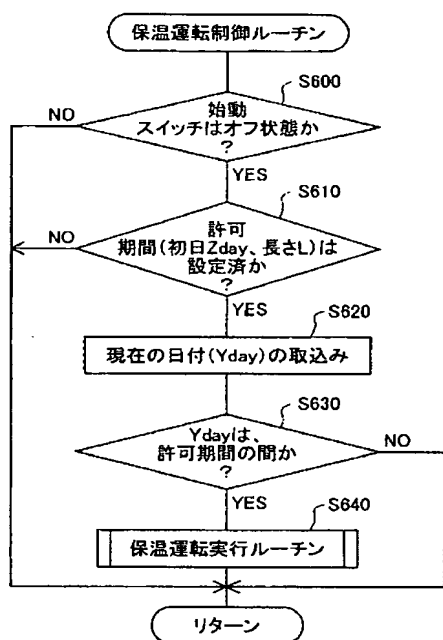 保温運転制御ルーチン
S600
始動
スイッチはオフ状態か
?
NO
YES
S610
許可
期間(初日Zday、長さL)は
設定済か
?
NO
YES
S620
現在の日付(Yday)の取込み
S630
Ydayは、
許可期間の間か
?
NO
YES
S640
保温運転実行ルーチン
リターン